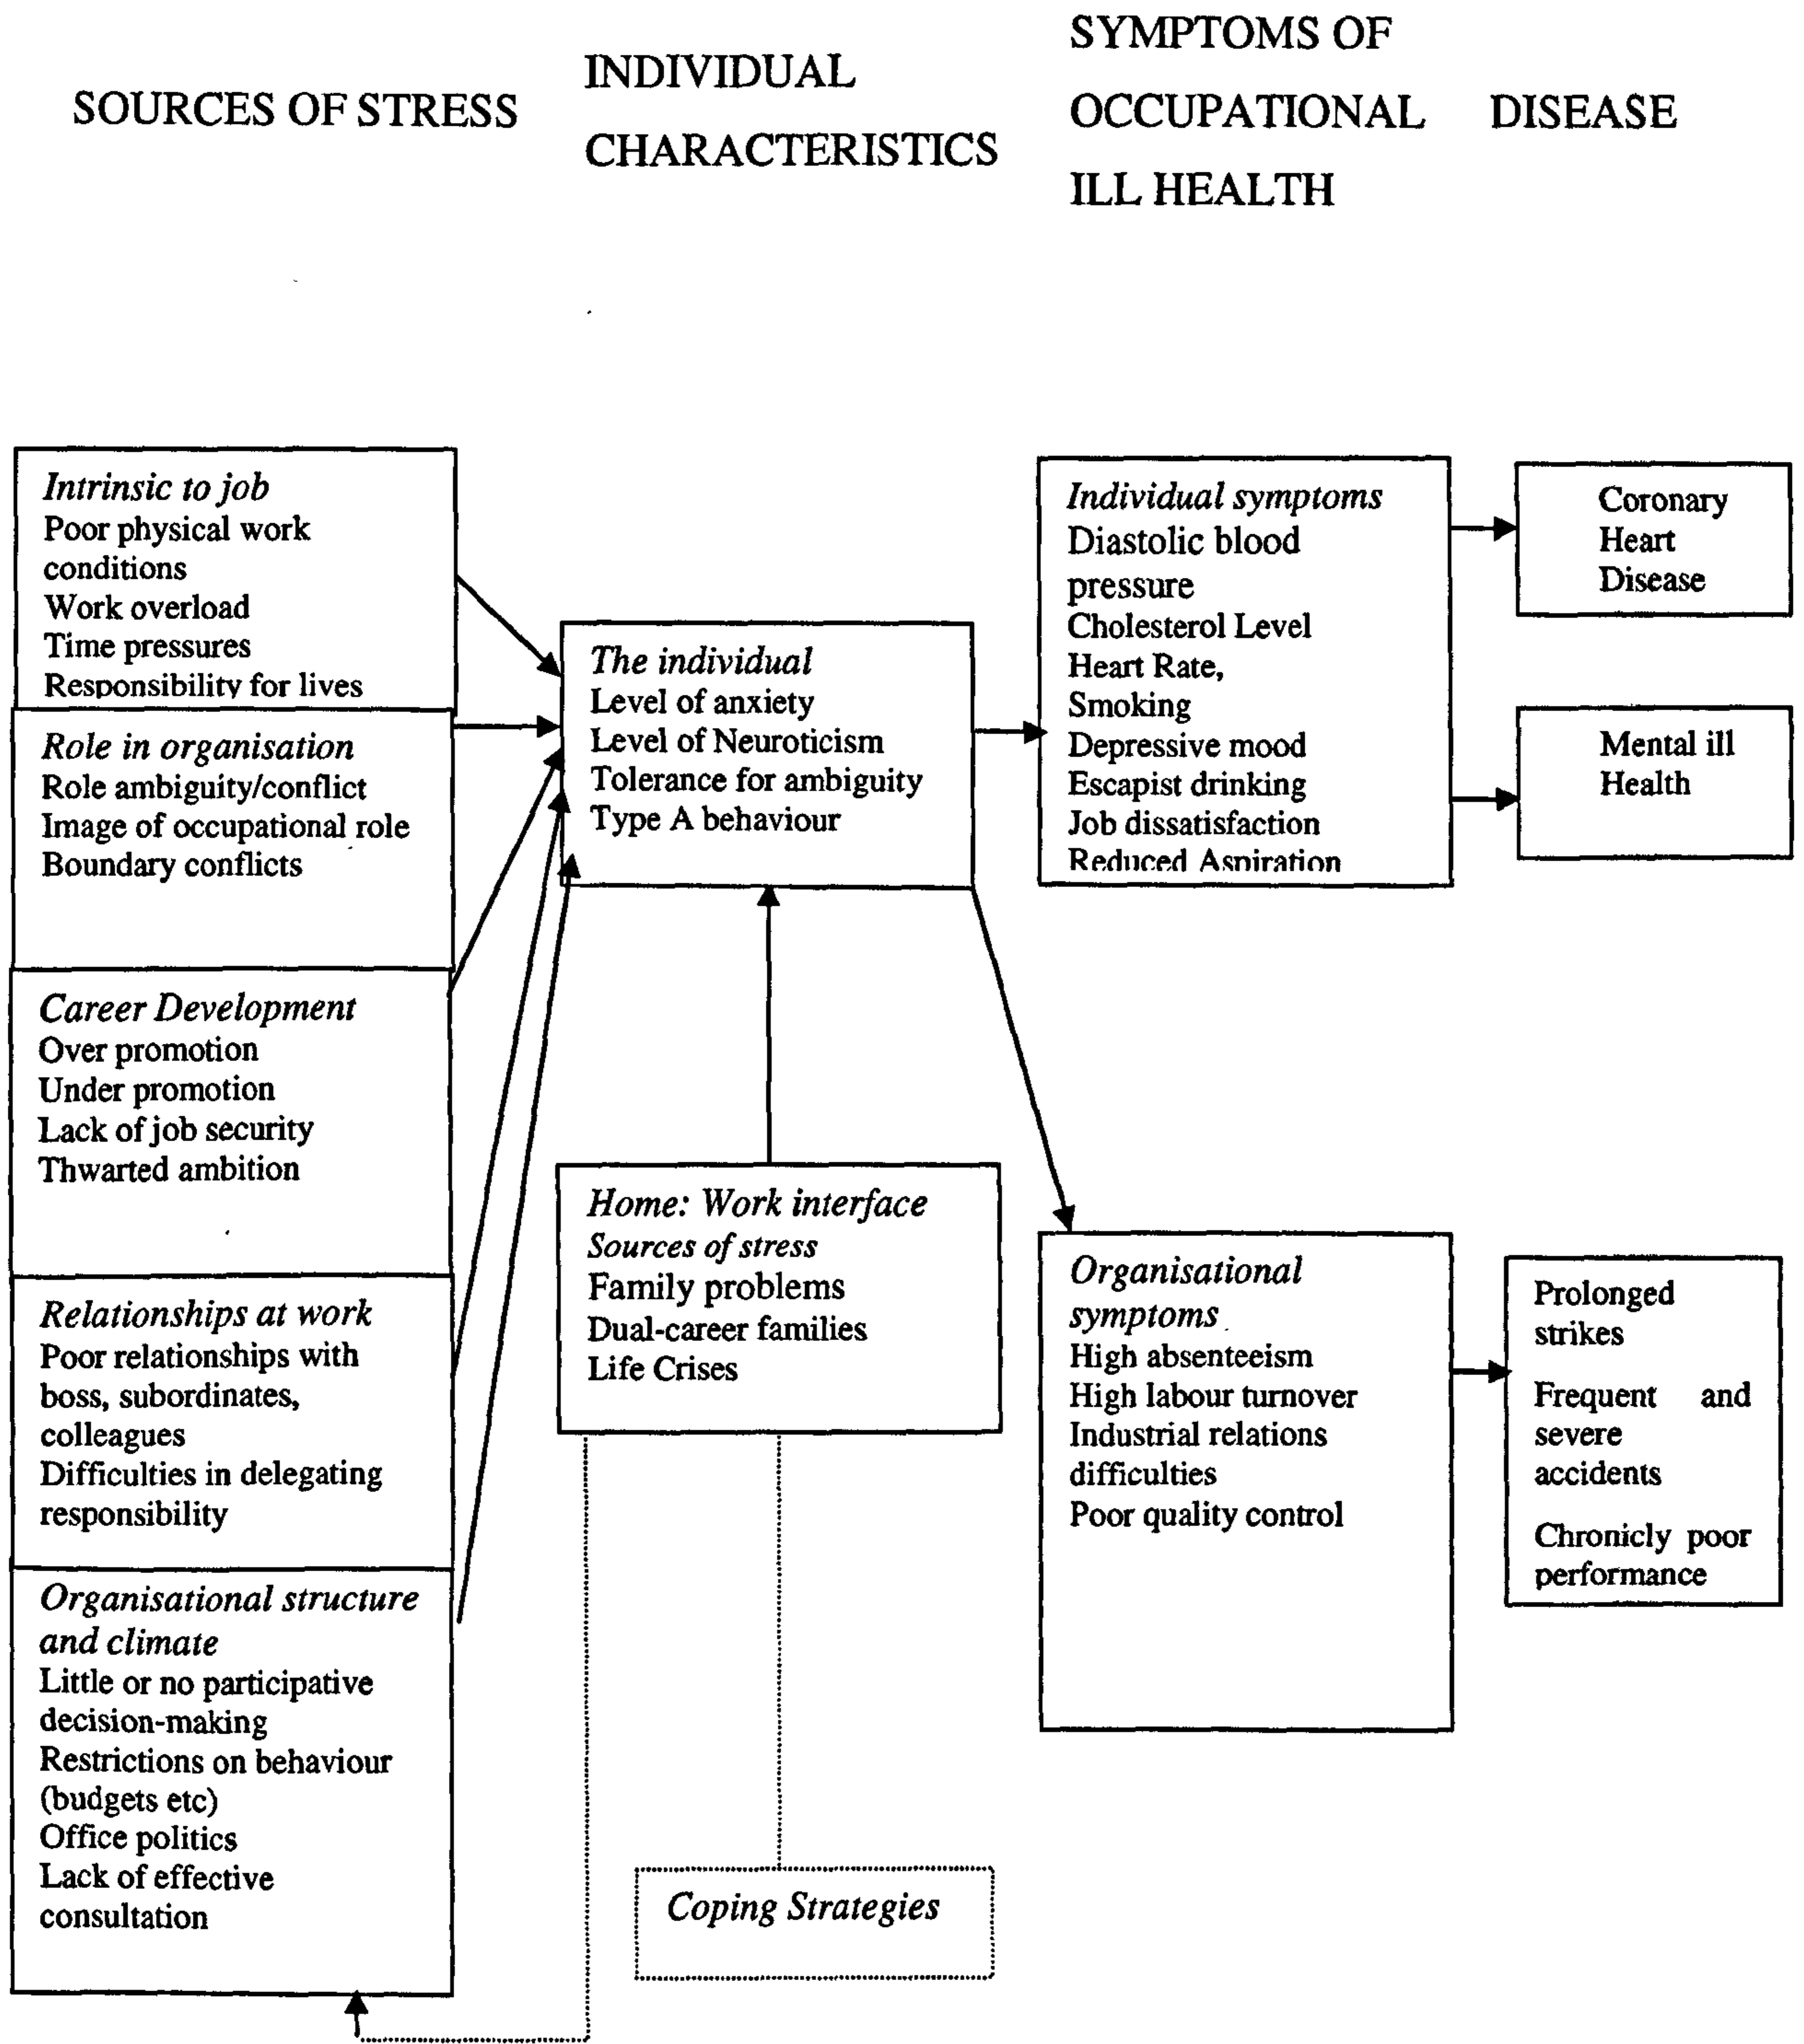 SOURCES OF STRESS
INDIVIDUAL
CHARACTERISTICS
SYMPTOMS OF
OCCUPATIONAL
ILL HEALTH
DISEASE
Intrinsic to job
Poor physical work
conditions
Work overload
Time pressures
Responsibility for lives
Role in organisation
Role ambiguity/conflict
Image of occupational role
Boundary conflicts
Career Development
Over promotion
Under promotion
Lack of job security
Thwarted ambition
Relationships at work
Poor relationships with
boss, subordinates,
colleagues
Difficulties in delegating
responsibility
Organisational structure
and climate
Little or no participative
decision-making
Restrictions on behaviour
(budgets etc)
Office politics
Lack of effective
consultation
The individual
Level of anxiety
Level of Neuroticism
Tolerance for ambiguity
Type A behaviour
Home: Work interface
Sources of stress
Family problems
Dual-career families
Life Crises
Coping Strategies
Individual symptoms
Diastolic blood
pressure
Cholesterol Level
Heart Rate,
Smoking
Depressive mood
Escapist drinking
Job dissatisfaction
Reduced Aspiration
Organisational
symptoms
High absenteeism
High labour turnover
Industrial relations
difficulties
Poor quality control
Coronary
Heart
Disease
Mental ill
Health
Prolonged
strikes
Frequent and
severe
accidents
Chronicly poor
performance